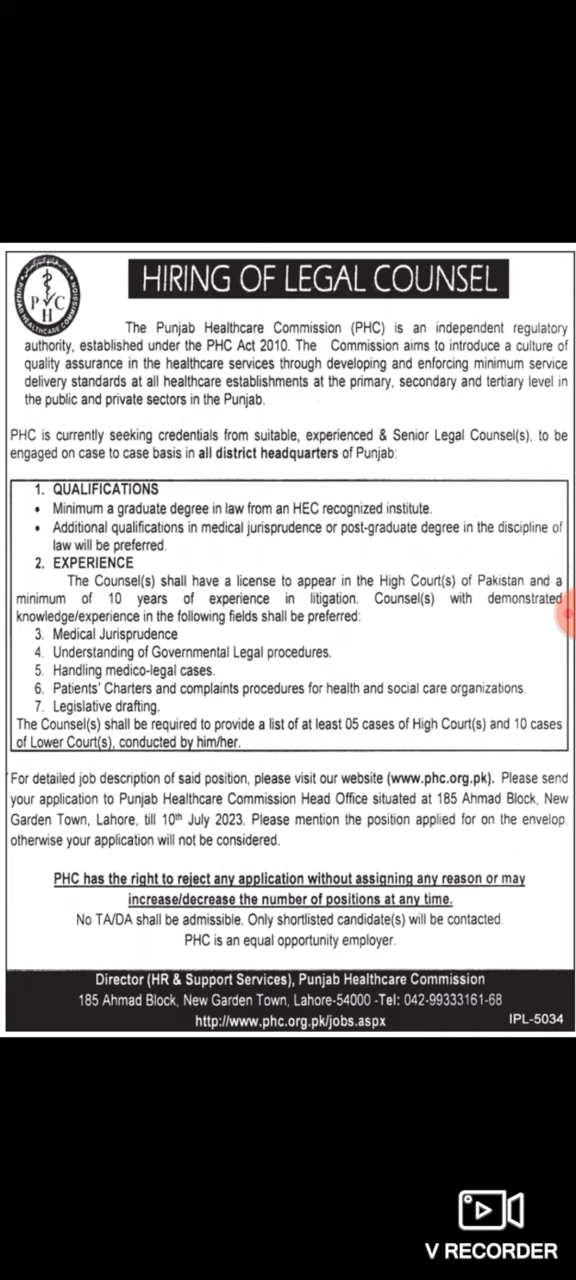 HIRING OF LEGAL COUNSEL
P H C
PUNJAB HEALTHCARE COMMISSION
The Punjab Healthcare Commission (PHC) is an independent regulatory
authority, established under the PHC Act 2010. The Commission aims to introduce a culture of
quality assurance in the healthcare services through developing and enforcing minimum service
delivery standards at all healthcare establishments at the primary, secondary and tertiary level in
the public and private sectors in the Punjab.
PHC is currently seeking credentials from suitable, experienced & Senior Legal Counsel(s), to be
engaged on case to case basis in all district headquarters of Punjab:
1. QUALIFICATIONS
• Minimum a graduate degree in law from an HEC recognized institute.
• Additional qualifications in medical jurisprudence or post-graduate degree in the discipline of
law will be preferred.
2. EXPERIENCE
The Counsel(s) shall have a license to appear in the High Court(s) of Pakistan and a
minimum of 10 years of experience in litigation. Counsel(s) with demonstrated
knowledge/experience in the following fields shall be preferred:
3. Medical Jurisprudence
4. Understanding of Governmental Legal procedures.
5. Handling medico-legal cases.
6. Patients' Charters and complaints procedures for health and social care organizations.
7. Legislative drafting.
The Counsel(s) shall be required to provide a list of at least 05 cases of High Court(s) and 10 cases
of Lower Court(s), conducted by him/her.
For detailed job description of said position, please visit our website (www.phc.org.pk). Please send
your application to Punjab Healthcare Commission Head Office situated at 185 Ahmad Block, New
Garden Town, Lahore, till 10th July 2023. Please mention the position applied for on the envelop,
otherwise your application will not be considered.
PHC has the right to reject any application without assigning any reason or may
increase/decrease the number of positions at any time.
No TA/DA shall be admissible. Only shortlisted candidate(s) will be contacted.
PHC is an equal opportunity employer.
Director (HR & Support Services), Punjab Healthcare Commission
185 Ahmad Block, New Garden Town, Lahore-54000 -Tel: 042-99333161-68
http://www.phc.org.pk/jobs.aspx
IPL-5034
V RECORDER